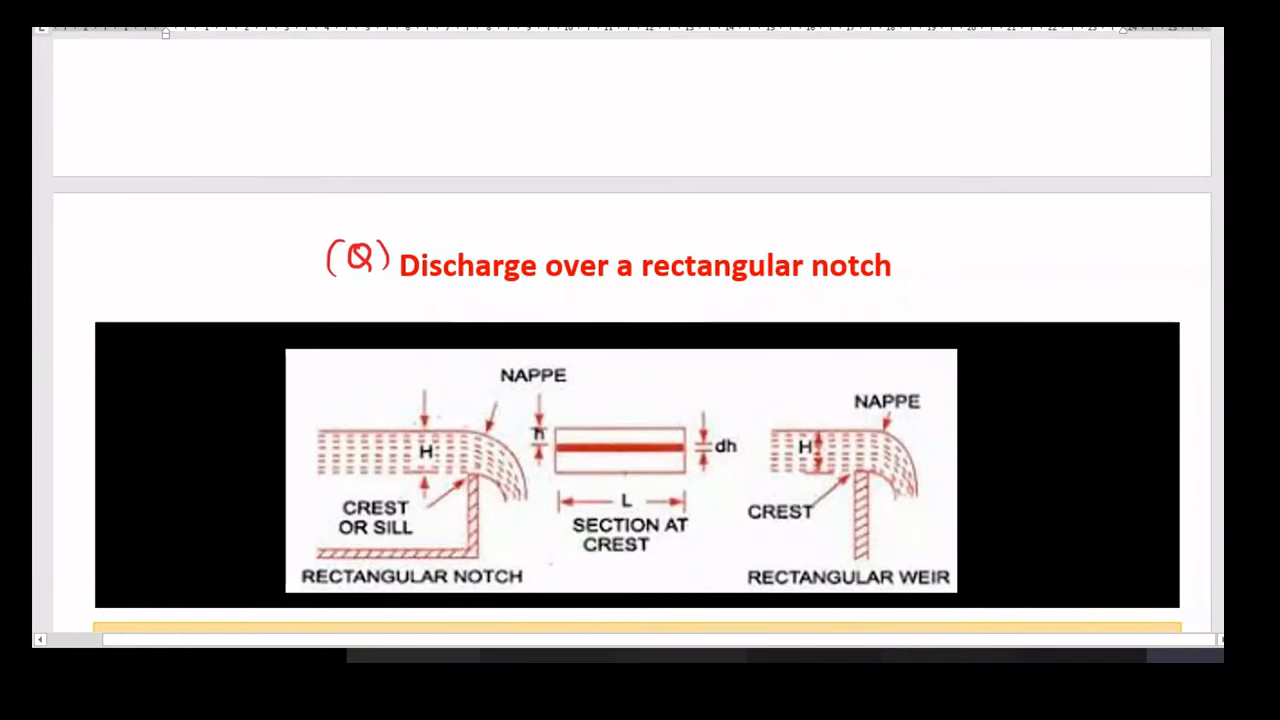 (Q) Discharge over a rectangular notch
NAPPE
NAPPE
h
H
dh
H
L
CREST
OR SILL
SECTION AT
CREST
CREST
RECTANGULAR NOTCH
RECTANGULAR WEIR